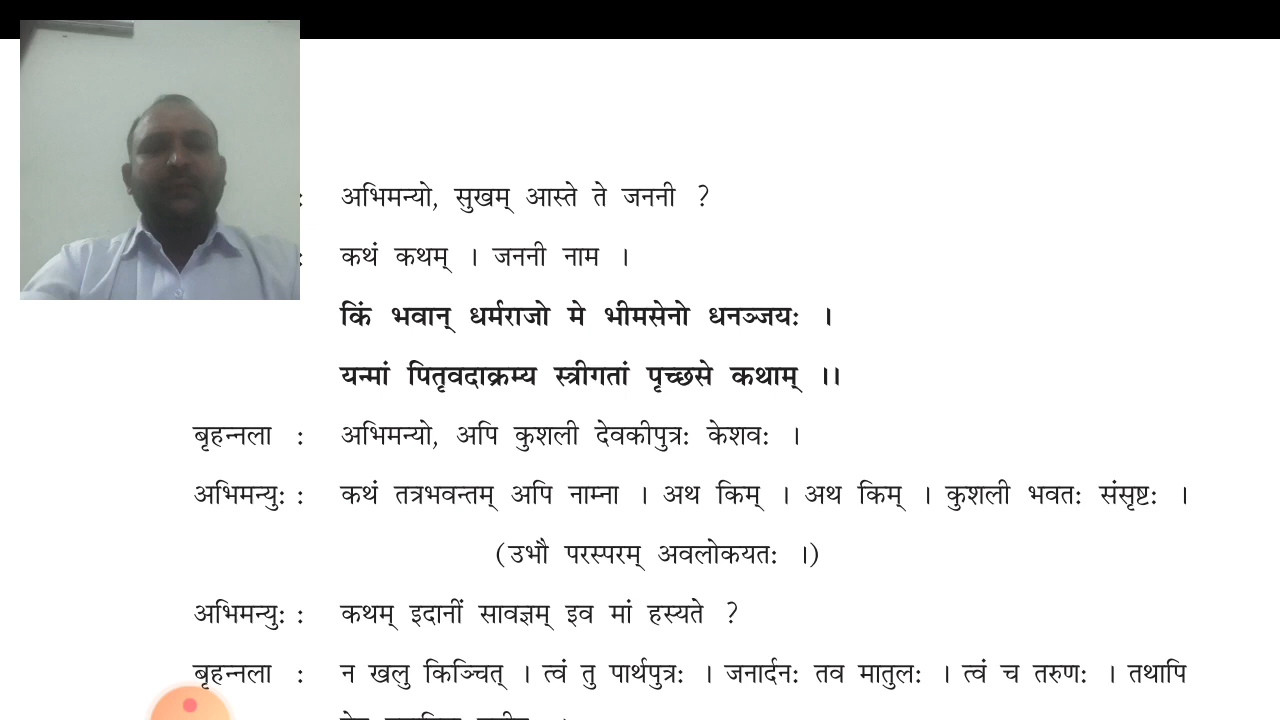 : अभिमन्यो, सुखम् आस्ते ते जननी ?
: कथं कथम् । जननी नाम ।
किं भवान् धर्मराजो मे भीमसेनो धनञ्जयः ।
यन्मां पितृवदाक्रम्य स्त्रीगतां पृच्छसे कथाम् ।।
बृहन्नला : अभिमन्यो, अपि कुशली देवकीपुत्रः केशवः ।
अभिमन्युः : कथं तत्रभवन्तम् अपि नाम्ना । अथ किम् । अथ किम् । कुशली भवतः संसृष्टः ।
(उभौ परस्परम् अवलोकयतः ।)
अभिमन्युः : कथम् इदानीं सावज्ञम् इव मां हस्यते ?
बृहन्नला : न खलु किञ्चित् । त्वं तु पार्थपुत्रः । जनार्दनः तव मातुलः । त्वं च तरुणः । तथापि